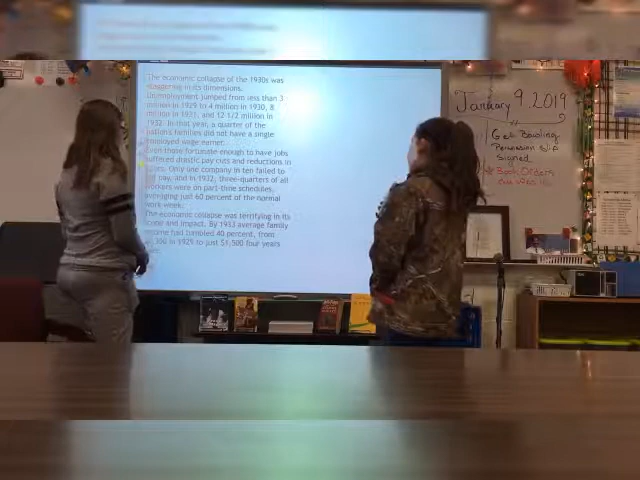 The economic collapse of the 1930s was
in its dimensions.
Unemployment jumped from less than 3
million in 1929 to 4 million in 1930, 8
million in 1931, and 12 1/2 million in
1932. In that year, a quarter of the
nation's families did not have a single
employed wage earner.
Even those fortunate enough to have jobs
suffered drastic pay cuts and reductions in
Only one company in ten failed to
cut pay, and in 1932, three-quarters of all
workers were on part-time schedules,
averaging just 60 percent of the normal
work week.
The economic collapse was terrifying in its
scope and impact. By 1933 average family
income had tumbled 40 percent, from
in 1929 to just $1,500 four years
January 9, 2019
Get Bowling
Permission
Signed
Book Orders
are